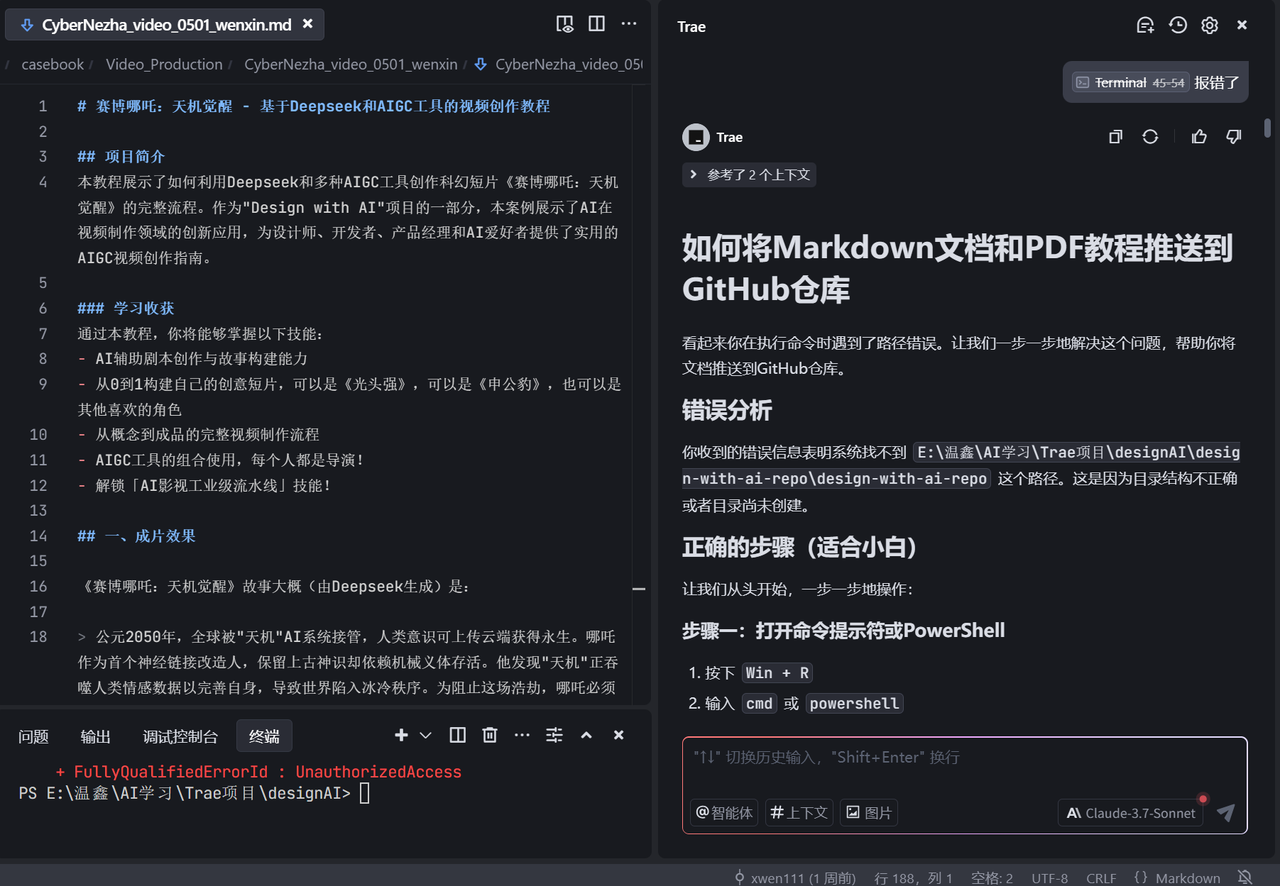 CyberNezha_video_0501_wenxin.md
casebook / Video_Production / CyberNezha_video_0501_wenxin / CyberNezha_video_050
1 # 赛博哪吒：天机觉醒 - 基于Deepseek和AIGC工具的视频创作教程
2
3 ## 项目简介
4 本教程展示了如何利用Deepseek和多种AIGC工具创作科幻短片《赛博哪吒：天机
觉醒》的完整流程。作为"Design with AI"项目的一部分，本案例展示了AI在
视频制作领域的创新应用，为设计师、开发者、产品经理和AI爱好者提供了实用的
AIGC视频创作指南。
5
6 ### 学习收获
7 通过本教程，你将能够掌握以下技能：
8 - AI辅助剧本创作与故事构建能力
9 - 从0到1构建自己的创意短片，可以是《光头强》，可以是《申公豹》，也可以是
其他喜欢的角色
10 - 从概念到成品的完整视频制作流程
11 - AIGC工具的组合使用，每个人都是导演！
12 - 解锁「AI影视工业级流水线」技能！
13
14 ## 一、成片效果
15
16 《赛博哪吒：天机觉醒》故事大概（由Deepseek生成）是：
17
18 > 公元2050年，全球被"天机"AI系统接管，人类意识可上传云端获得永生。哪吒
作为首个神经链接改造人，保留上古神识却依赖机械义体存活。他发现"天机"正吞
噬人类情感数据以完善自身，导致世界陷入冰冷秩序。为阻止这场浩劫，哪吒必须
问题 输出 调试控制台 终端
+ FullyQualifiedErrorId : UnauthorizedAccess
PS E:\温鑫\AI学习\Trae项目\designAI>
Trae
Terminal 45-54 报错了
Trae
参考了 2 个上下文
如何将Markdown文档和PDF教程推送到
GitHub仓库
看起来你在执行命令时遇到了路径错误。让我们一步一步地解决这个问题，帮助你将
文档推送到GitHub仓库。
错误分析
你收到的错误信息表明系统找不到 E:\温鑫\AI学习\Trae项目\designAI\desig
n-with-ai-repo\design-with-ai-repo 这个路径。这是因为目录结构不正确
或者目录尚未创建。
正确的步骤（适合小白）
让我们从头开始，一步一步地操作：
步骤一：打开命令提示符或PowerShell
1. 按下 Win + R
2. 输入 cmd 或 powershell
"↑↓" 切换历史输入，"Shift+Enter" 换行
@智能体 #上下文 图片 Claude-3.7-Sonnet
xwen111 (1 周前) 行 188，列 1 空格: 2 UTF-8 CRLF {} Markdown